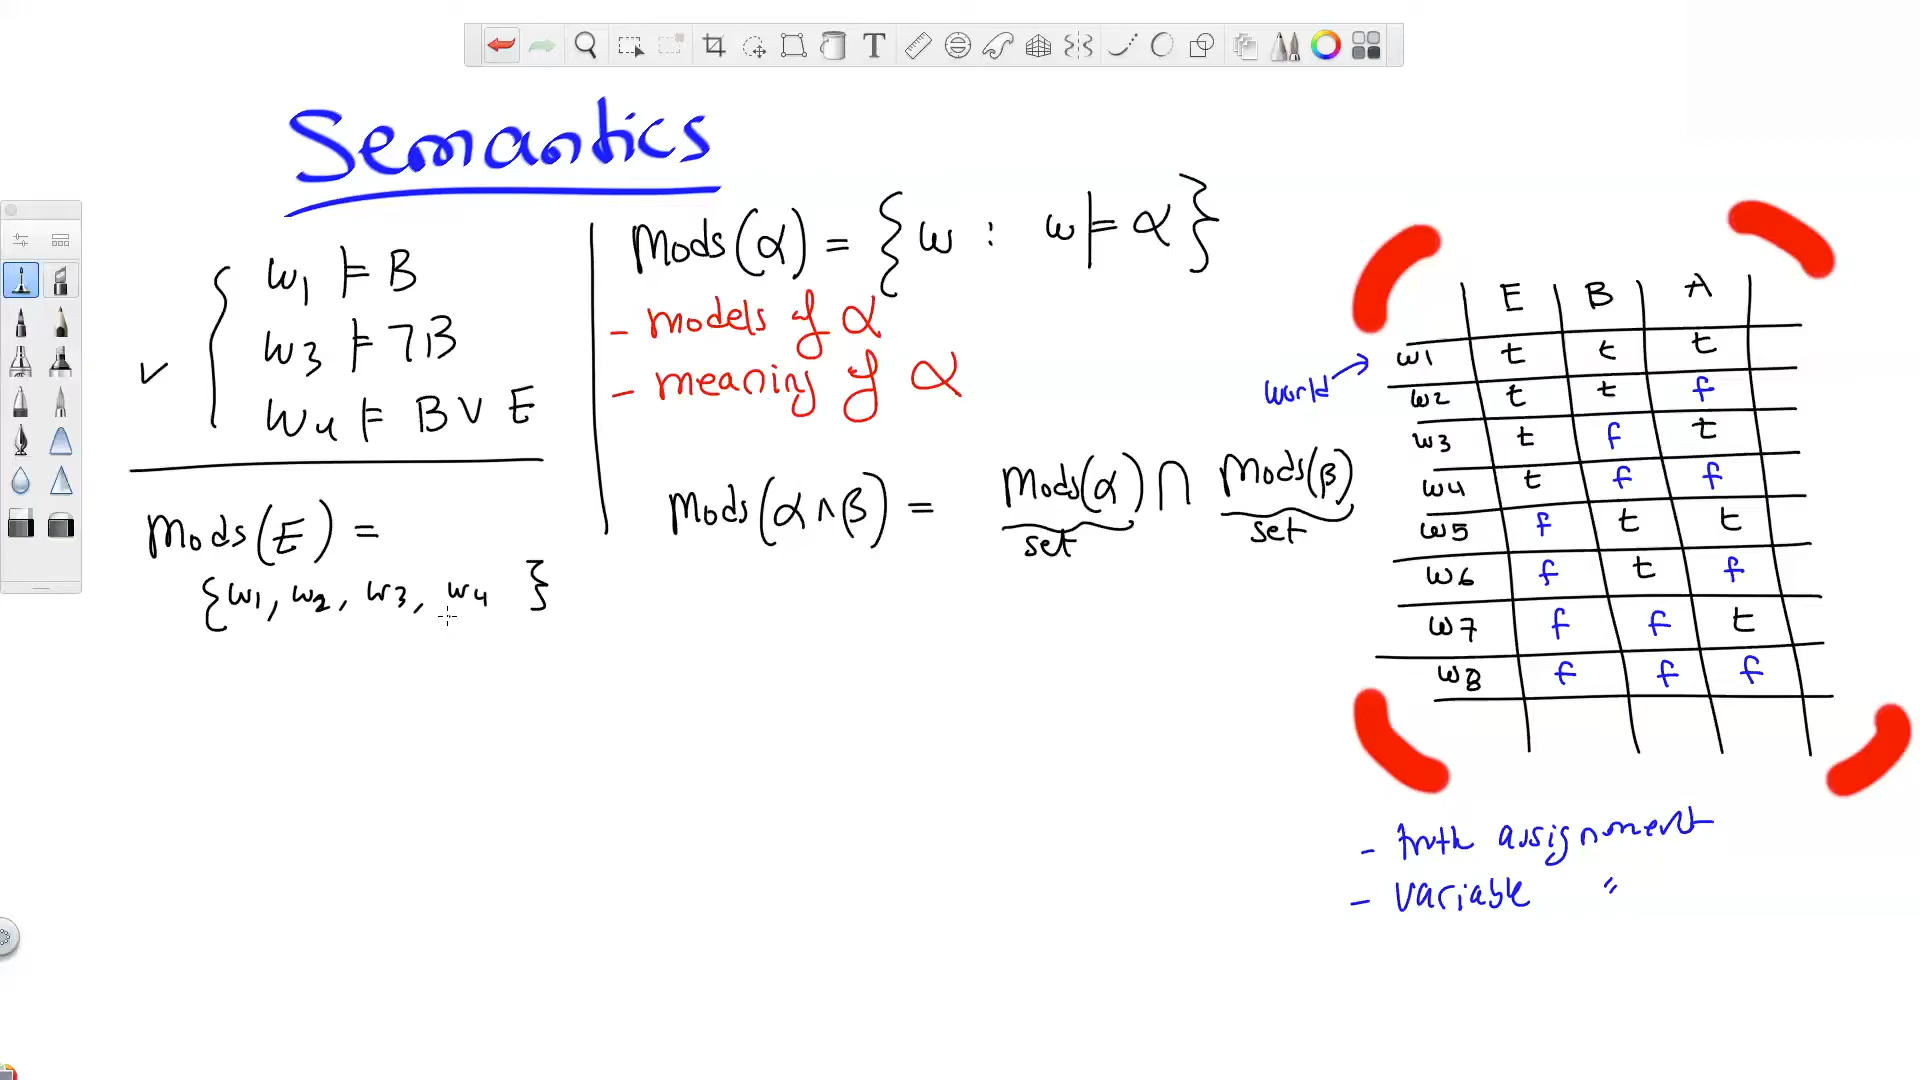 Semantics
w1 ⊨ B
w3 ⊨ ¬B
w4 ⊨ B ∨ E
Mods(E) =
{w1, w2, w3, w4 }
Mods(α) = { w : w ⊨ α }
- models of α
- meaning of α
Mods(α ∧ β) = Mods(α) ∩ Mods(β)
set set
world →
E B A
w1 t t t
w2 t t f
w3 t f t
w4 t f f
w5 f t t
w6 f t f
w7 f f t
w8 f f f
- truth assignment
- variable "